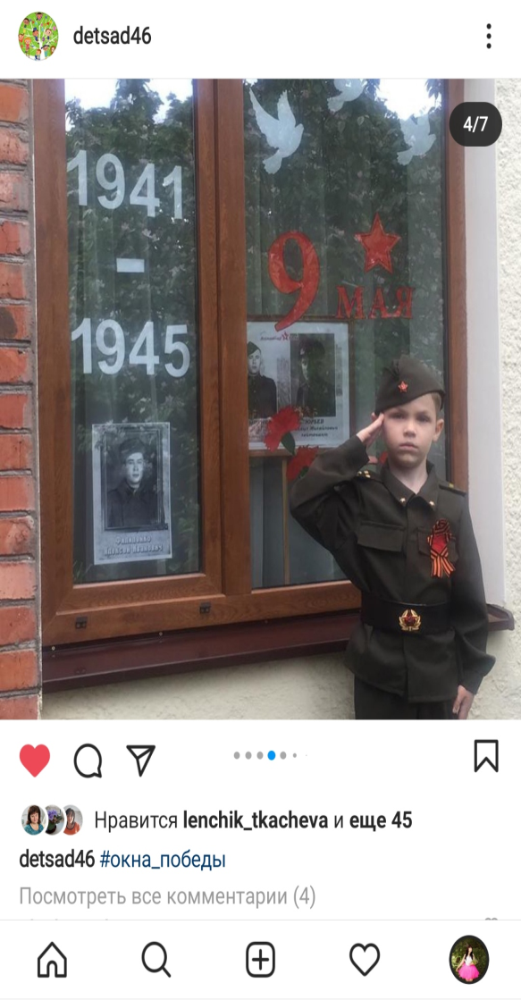 detsad46
4/7
1941
-
1945
9
МАЯ
Нравится lenchik_tkacheva и еще 45
detsad46 #окна_победы
Посмотреть все комментарии (4)